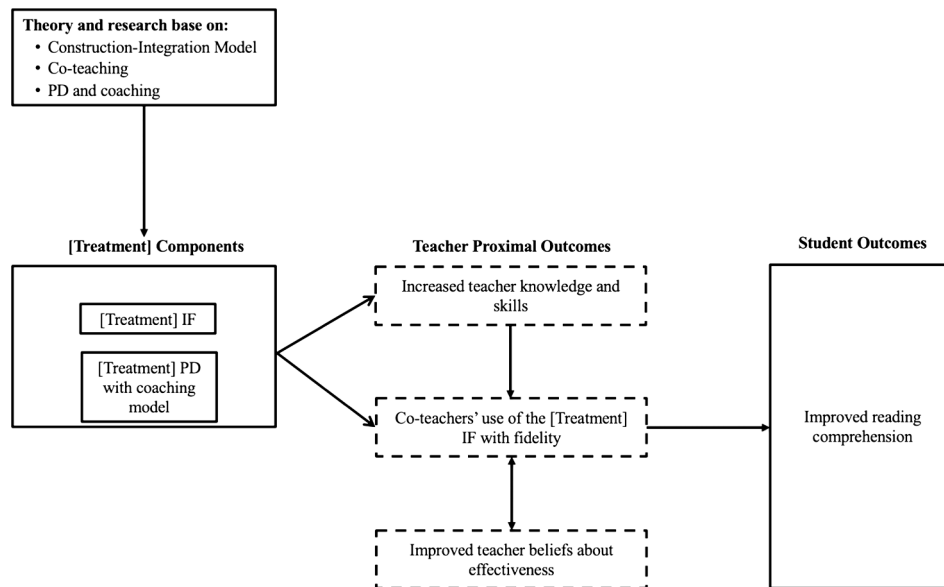 Theory and research base on:
• Construction-Integration Model
• Co-teaching
• PD and coaching
[Treatment] Components
[Treatment] IF
[Treatment] PD
with coaching
model
Teacher Proximal Outcomes
Increased teacher knowledge and
skills
Co-teachers’ use of the [Treatment]
IF with fidelity
Improved teacher beliefs about
effectiveness
Student Outcomes
Improved reading
comprehension